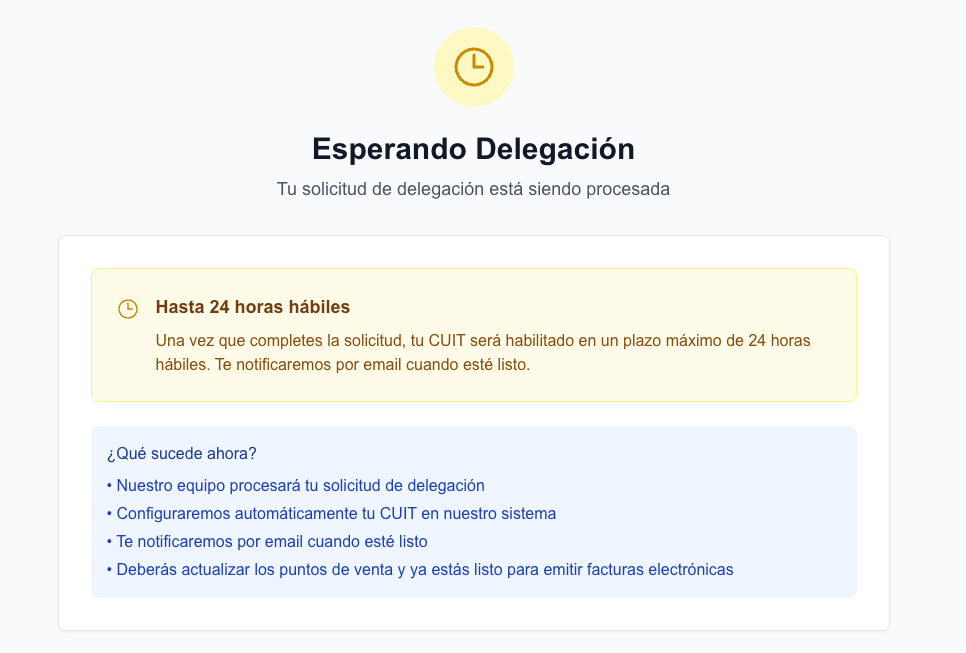 Esperando Delegación
Tu solicitud de delegación está siendo procesada
Hasta 24 horas hábiles
Una vez que completes la solicitud, tu CUIT será habilitado en un plazo máximo de 24 horas
hábiles. Te notificaremos por email cuando esté listo.
¿Qué sucede ahora?
• Nuestro equipo procesará tu solicitud de delegación
• Configuraremos automáticamente tu CUIT en nuestro sistema
• Te notificaremos por email cuando esté listo
• Deberás actualizar los puntos de venta y ya estás listo para emitir facturas electrónicas